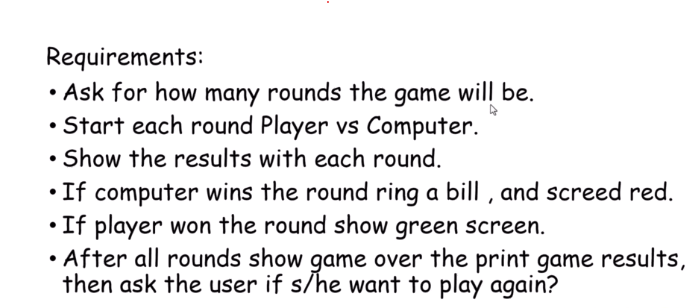 Requirements:
• Ask for how many rounds the game will be.
• Start each round Player vs Computer.
• Show the results with each round.
• If computer wins the round ring a bill , and screed red.
• If player won the round show green screen.
• After all rounds show game over the print game results,
then ask the user if s/he want to play again?